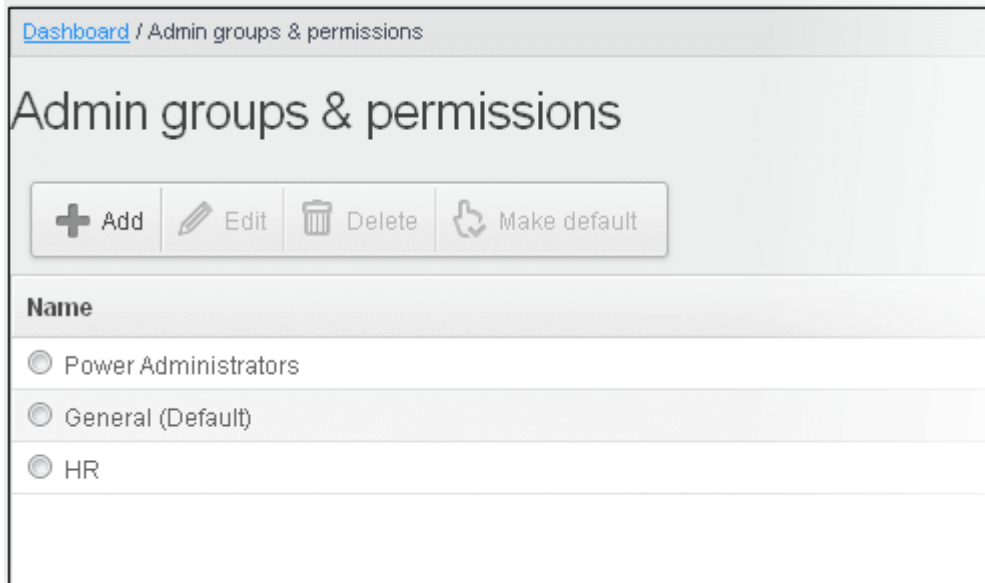 Dashboard / Admin groups & permissions
Admin groups & permissions
Add Edit Delete Make default
Name
Power Administrators
General (Default)
HR